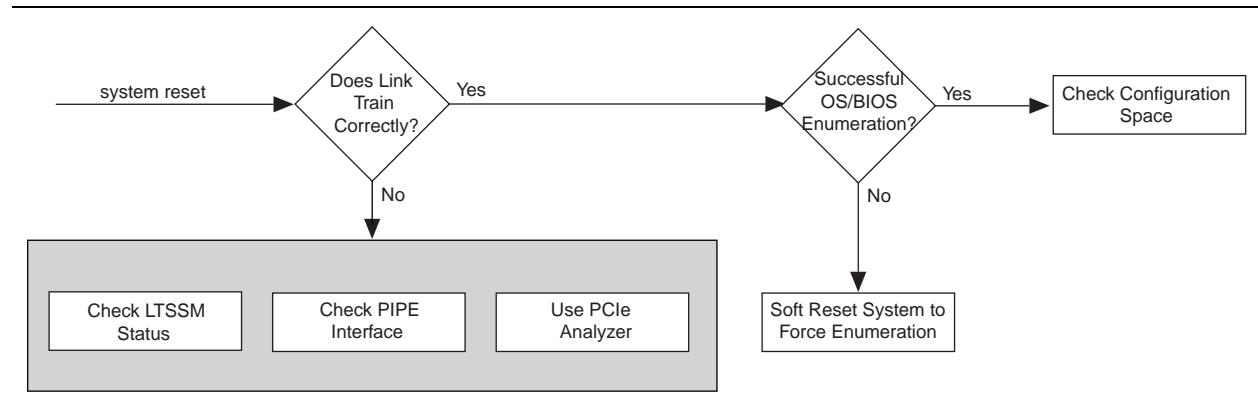 system reset
Does Link
Train
Correctly?
Yes
No
Successful
OS/BIOS
Enumeration?
Yes
No
Check Configuration
Space
Check LTSSM
Status
Check PIPE
Interface
Use PCIe
Analyzer
Soft Reset System to
Force Enumeration